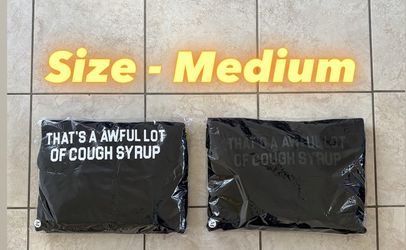 Size - Medium
THAT'S A AWFUL LOT
OF COUGH SYRUP
THAT'S A AWFUL LOT
OF COUGH SYRUP